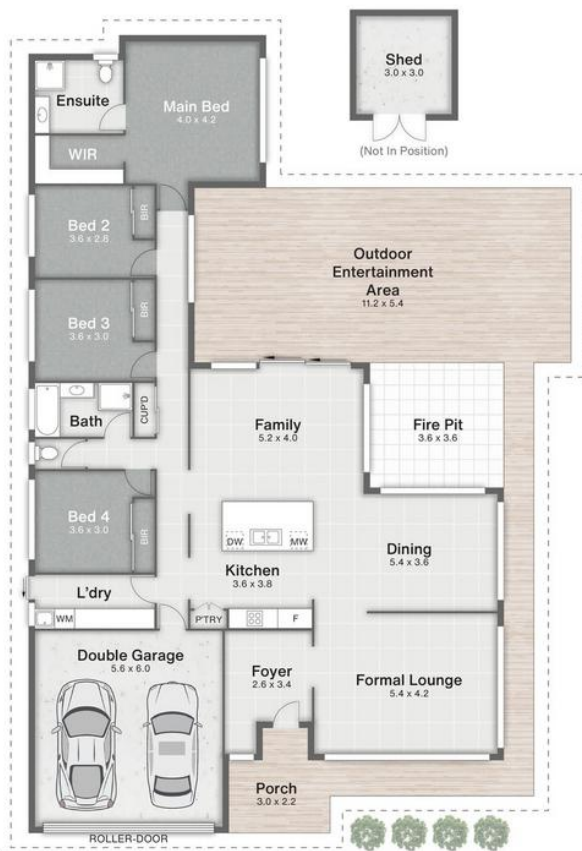 Ensuite
Main Bed
4.0 x 4.2
WIR
Shed
3.0 x 3.0
(Not In Position)
Bed 2
3.6 x 2.8
BIR
Outdoor
Entertainment
Area
11.2 x 5.4
Bed 3
3.6 x 3.0
BIR
Bath
CUP'D
Family
5.2 x 4.0
Fire Pit
3.6 x 3.6
Bed 4
3.6 x 3.0
BIR
DW
MW
Kitchen
3.6 x 3.8
Dining
5.4 x 3.6
L'dry
WM
P'TRY
F
Double Garage
5.6 x 6.0
Foyer
2.6 x 3.4
Formal Lounge
5.4 x 4.2
Porch
3.0 x 2.2
ROLLER-DOOR